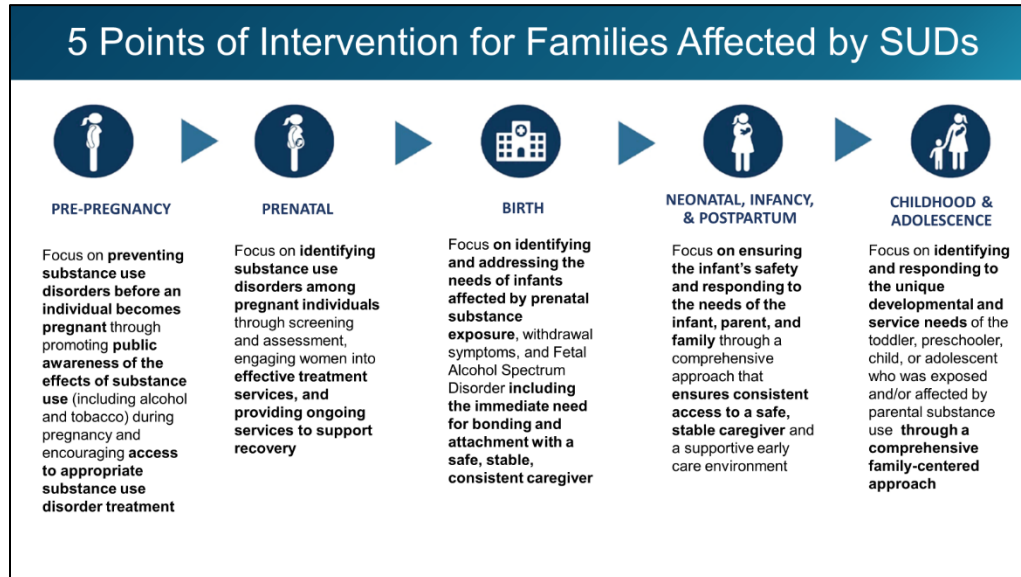 5 Points of Intervention for Families Affected by SUDs
PRE-PREGNANCY
Focus on preventing
substance use
disorders before an
individual becomes
pregnant through
promoting public
awareness of the
effects of substance
use (including alcohol
and tobacco) during
pregnancy and
encouraging access
to appropriate
substance use
disorder treatment
PRENATAL
Focus on identifying
substance use
disorders among
pregnant individuals
through screening
and assessment,
engaging women into
effective treatment
services, and
providing ongoing
services to support
recovery
BIRTH
Focus on identifying
and addressing the
needs of infants
affected by prenatal
substance
exposure, withdrawal
symptoms, and Fetal
Alcohol Spectrum
Disorder including
the immediate need
for bonding and
attachment with a
safe, stable,
consistent caregiver
NEONATAL, INFANCY,
& POSTPARTUM
Focus on ensuring
the infant's safety
and responding to
the needs of the
infant, parent, and
family through a
comprehensive
approach that
ensures consistent
access to a safe,
stable caregiver and
a supportive early
care environment
CHILDHOOD &
ADOLESCENCE
Focus on identifying
and responding to
the unique
developmental and
service needs of the
toddler, preschooler,
child, or adolescent
who was exposed
and/or affected by
parental substance
use through a
comprehensive
family-centered
approach